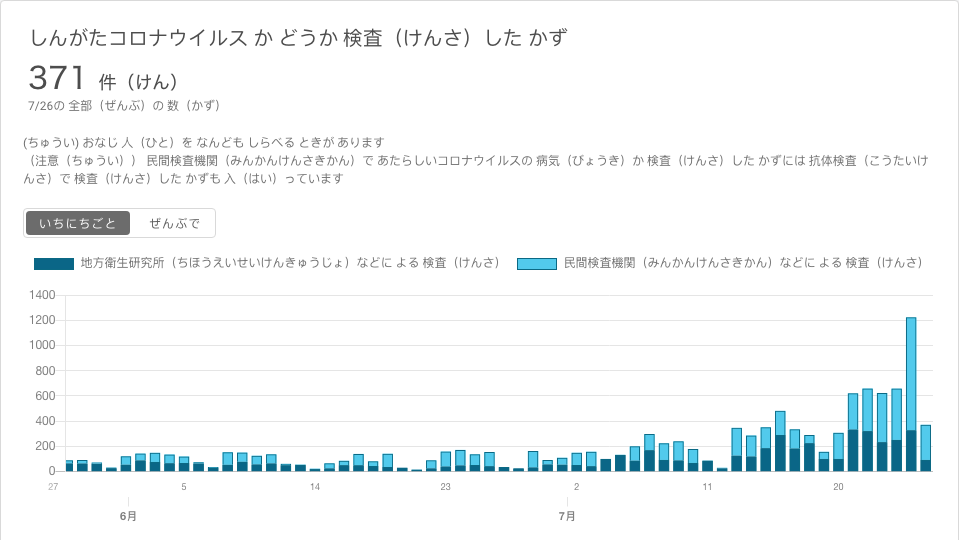 しんがたコロナウイルス か どうか 検査（けんさ）した かず
371 件（けん）
7/26の 全部（ぜんぶ）の 数（かず）
(ちゅうい) おなじ 人（ひと）を なんども しらべる ときが あります
（注意（ちゅうい）） 民間検査機関（みんかんけんさきかん）で あたらしいコロナウイルスの 病気（びょうき）か 検査（けんさ）した かずには 抗体検査（こうたいけ
んさ）で 検査（けんさ）した かずも 入（はい）っています
いちにちごと ぜんぶで
地方衛生研究所（ちほうえいせいけんきゅうじょ）などに よる 検査（けんさ） 民間検査機関（みんかんけんさきかん）などに よる 検査（けんさ）
1400
1200
1000
800
600
400
200
0
27 5 14 23 2 11 20
6月 7月